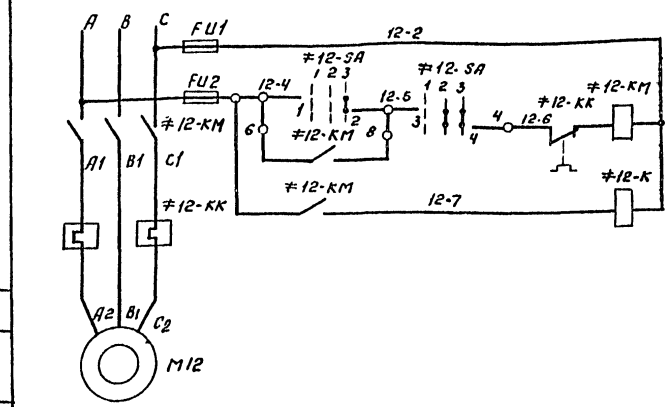 A B C
FU1
12-2
FU2
12-4
≠12-SA
1 2 3
1
2
12-5
≠12-SA
1 2 3
3
4
4
12-6
≠12-KK
≠12-KM
≠12-KM
6
≠12-KM
8
A1 B1 C1
≠12-KM
12-7
≠12-K
≠12-KK
A2 B1 C2
M12